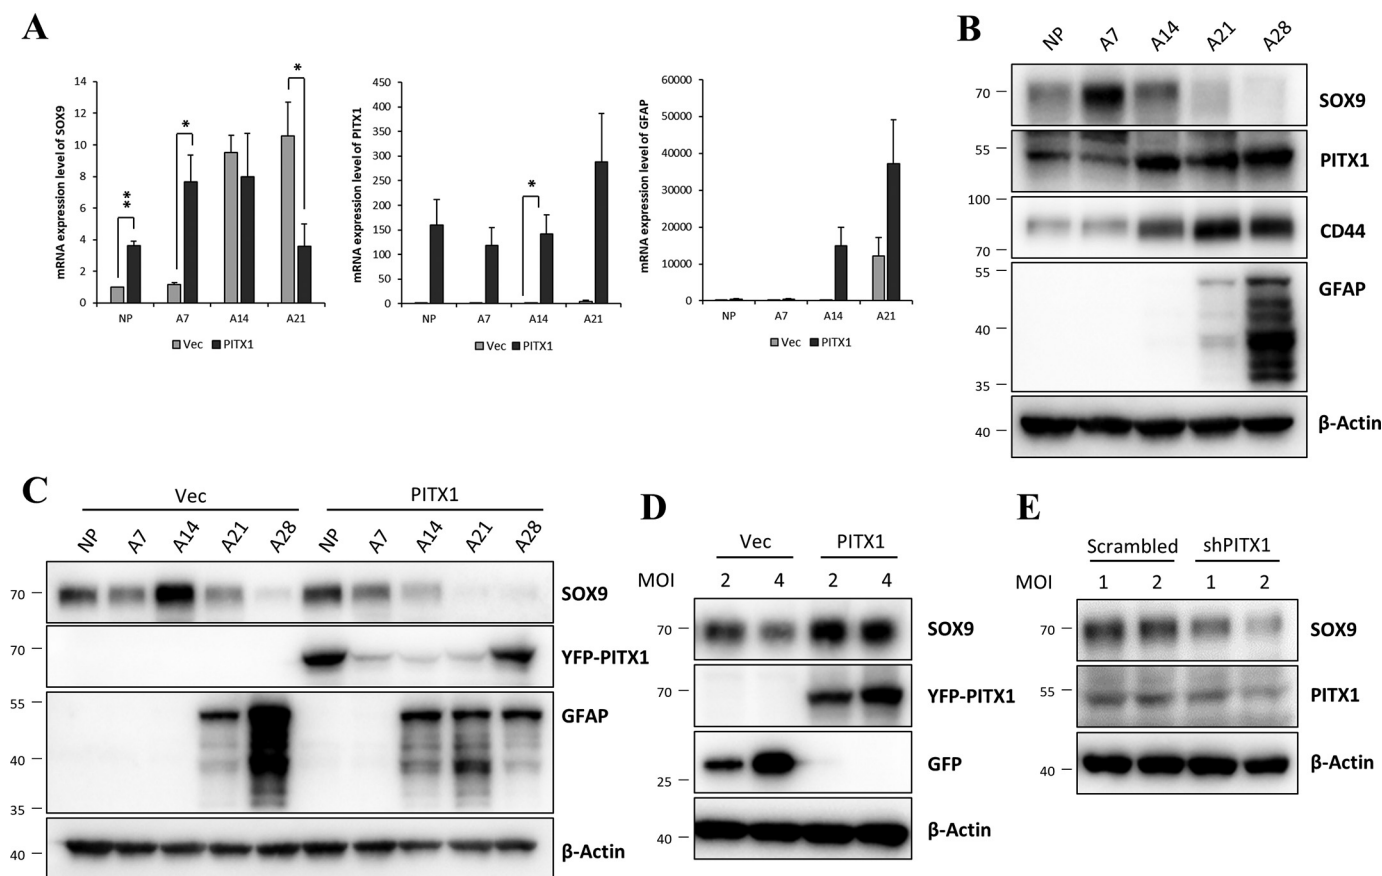 A
mRNA expression level of SOX9
14
12
10
8
6
4
2
0
**
*
*
NP A7 A14 A21
Vec PITX1
mRNA expression level of PITX1
450
400
350
300
250
200
150
100
50
0
*
NP A7 A14 A21
Vec PITX1
mRNA expression level of GFAP
60000
50000
40000
30000
20000
10000
0
NP A7 A14 A21
Vec PITX1
B
NP A7 A14 A21 A28
70 SOX9
55 PITX1
100
CD44
70
55
GFAP
40
35
40 β-Actin
C
Vec PITX1
NP A7 A14 A21 A28 NP A7 A14 A21 A28
70 SOX9
70 YFP-PITX1
55 GFAP
40
35
40 β-Actin
D
Vec PITX1
MOI 2 4 2 4
70 SOX9
70 YFP-PITX1
GFP
25
40 β-Actin
E
Scrambled shPITX1
MOI 1 2 1 2
70 SOX9
55 PITX1
40 β-Actin